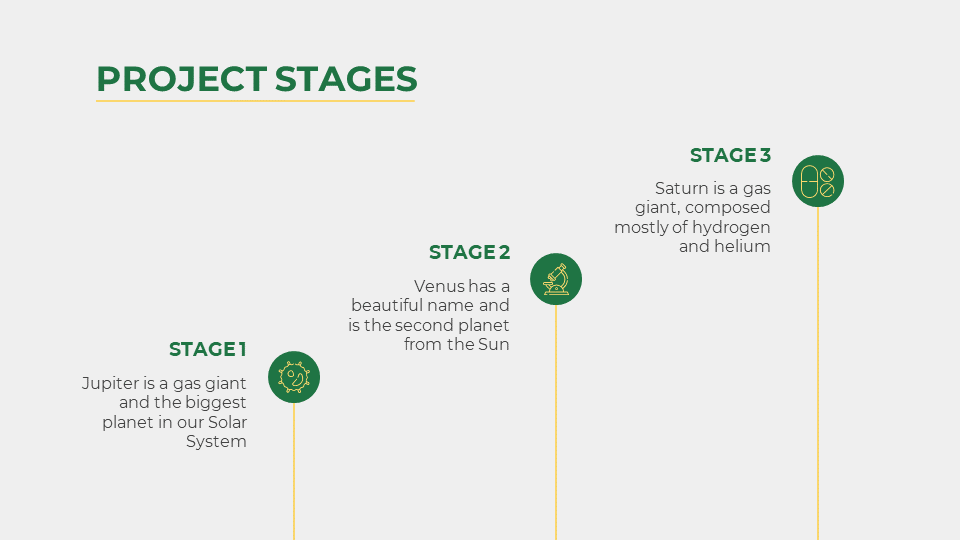 PROJECT STAGES
STAGE 1
Jupiter is a gas giant
and the biggest
planet in our Solar
System
STAGE 2
Venus has a
beautiful name and
is the second planet
from the Sun
STAGE 3
Saturn is a gas
giant, composed
mostly of hydrogen
and helium